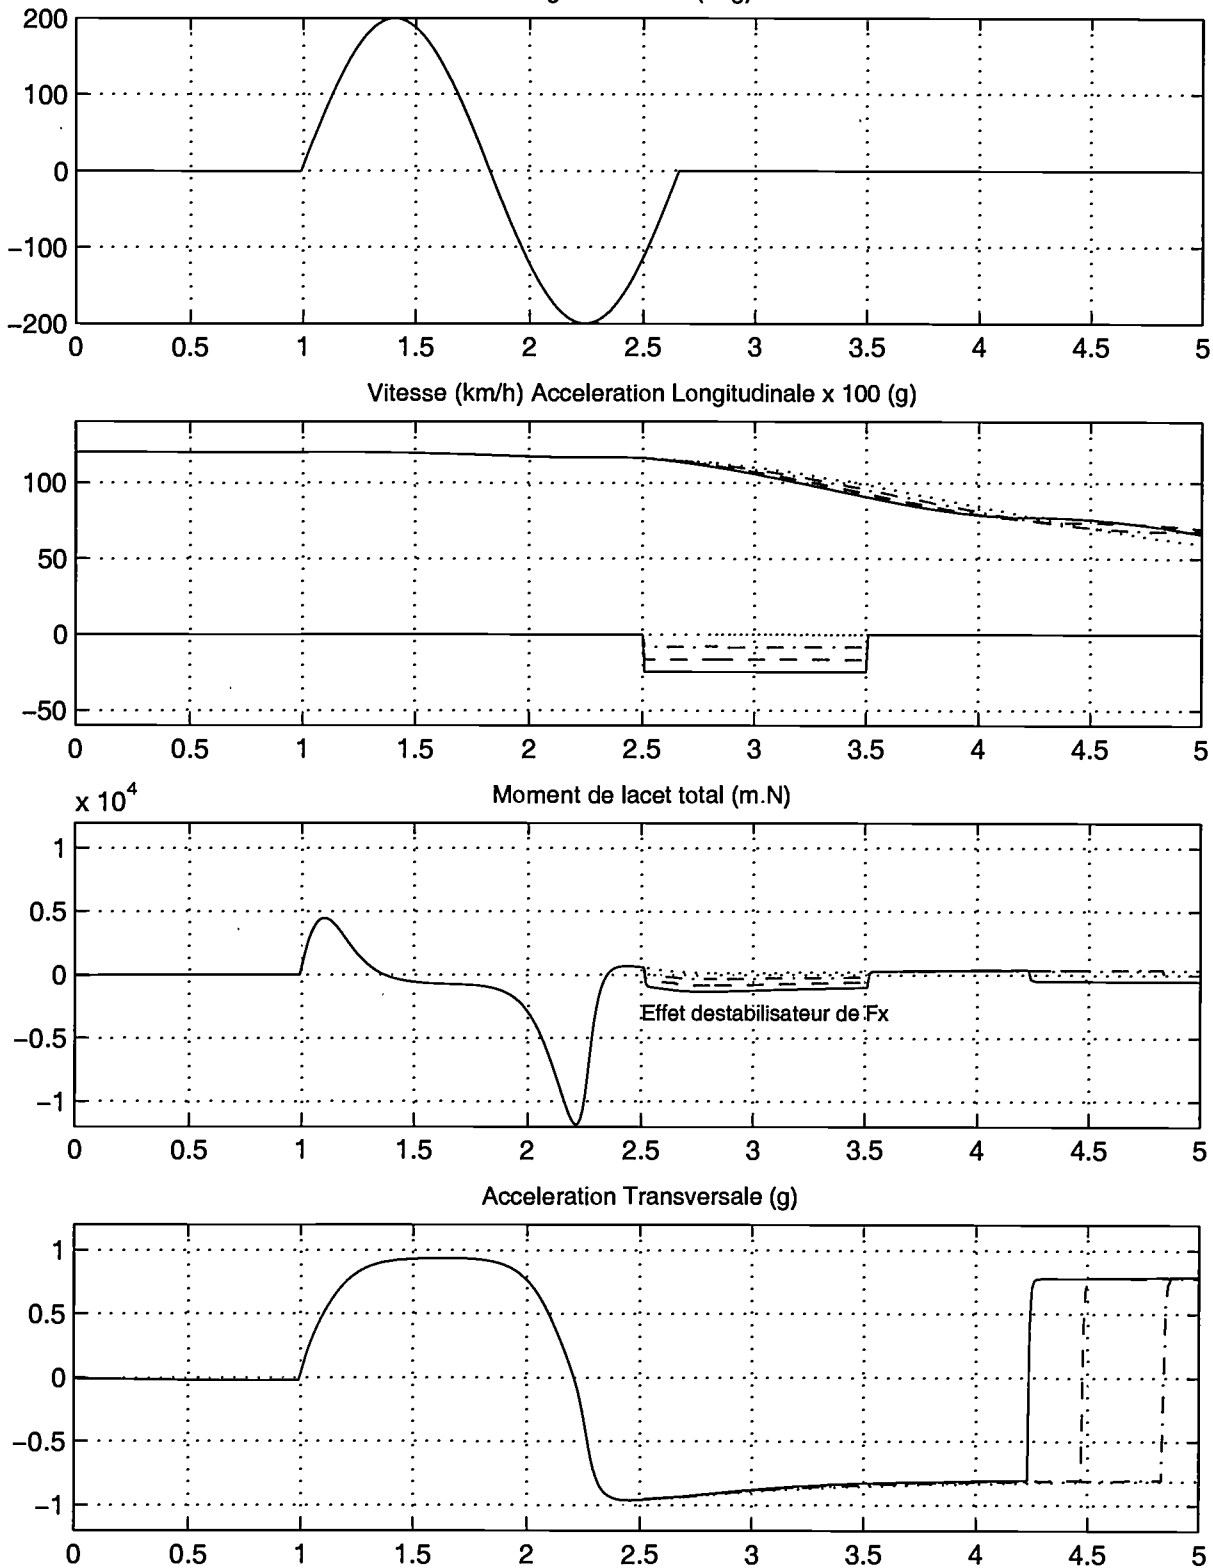 200
100
0
−100
−200
0 0.5 1 1.5 2 2.5 3 3.5 4 4.5 5
Vitesse (km/h) Acceleration Longitudinale x 100 (g)
100
50
0
−50
0 0.5 1 1.5 2 2.5 3 3.5 4 4.5 5
x 10^4
Moment de lacet total (m.N)
1
0.5
0
−0.5
−1
Effet destabilisateur de Fx
0 0.5 1 1.5 2 2.5 3 3.5 4 4.5 5
Acceleration Transversale (g)
1
0.5
0
−0.5
−1
0 0.5 1 1.5 2 2.5 3 3.5 4 4.5 5